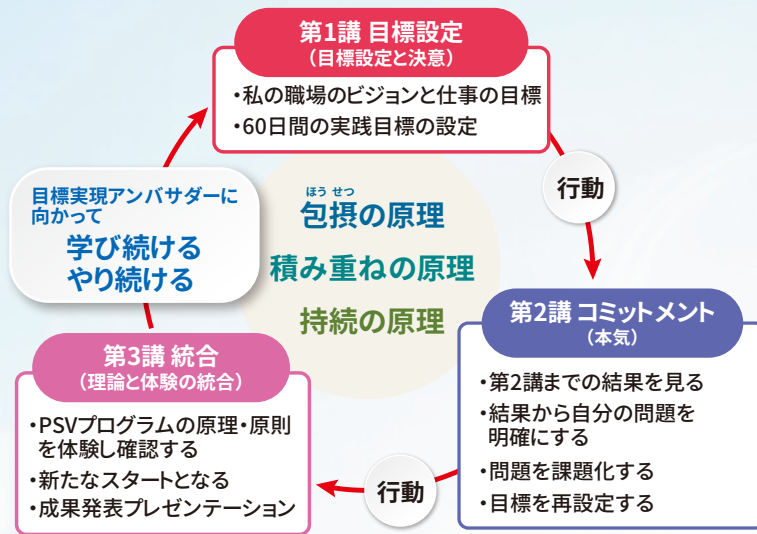 第1講 目標設定
（目標設定と決意）
・私の職場のビジョンと仕事の目標
・60日間の実践目標の設定
行動
目標実現アンバサダーに
向かって
学び続ける
やり続ける
ほう せつ
包摂の原理
積み重ねの原理
持続の原理
第2講 コミットメント
（本気）
・第2講までの結果を見る
・結果から自分の問題を
明確にする
・問題を課題化する
・目標を再設定する
行動
第3講 統合
（理論と体験の統合）
・PSVプログラムの原理・原則
を体験し確認する
・新たなスタートとなる
・成果発表プレゼンテーション